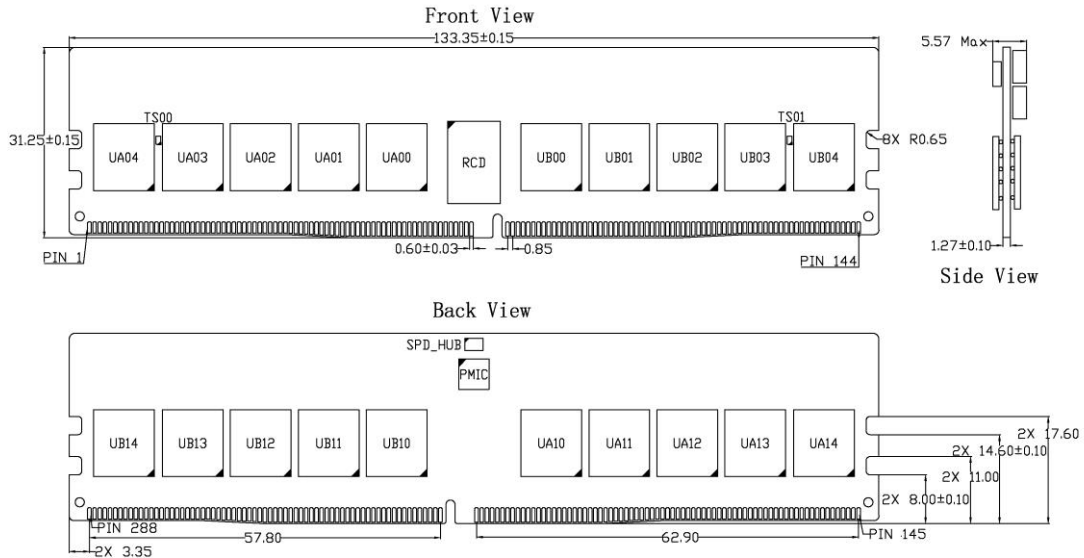 Front View
133.35±0.15
5.57 Max
31.25±0.15
TS00
TS01
8X R0.65
UA04 UA03 UA02 UA01 UA00 RCD UB00 UB01 UB02 UB03 UB04
PIN 1
0.60±0.03
0.85
PIN 144
1.27±0.10
Side View
Back View
SPD_HUB
PMIC
UB14 UB13 UB12 UB11 UB10 UA10 UA11 UA12 UA13 UA14
2X 17.60
2X 14.60±0.10
2X 11.00
2X 8.00±0.10
PIN 288
57.80
62.90
PIN 145
2X 3.35